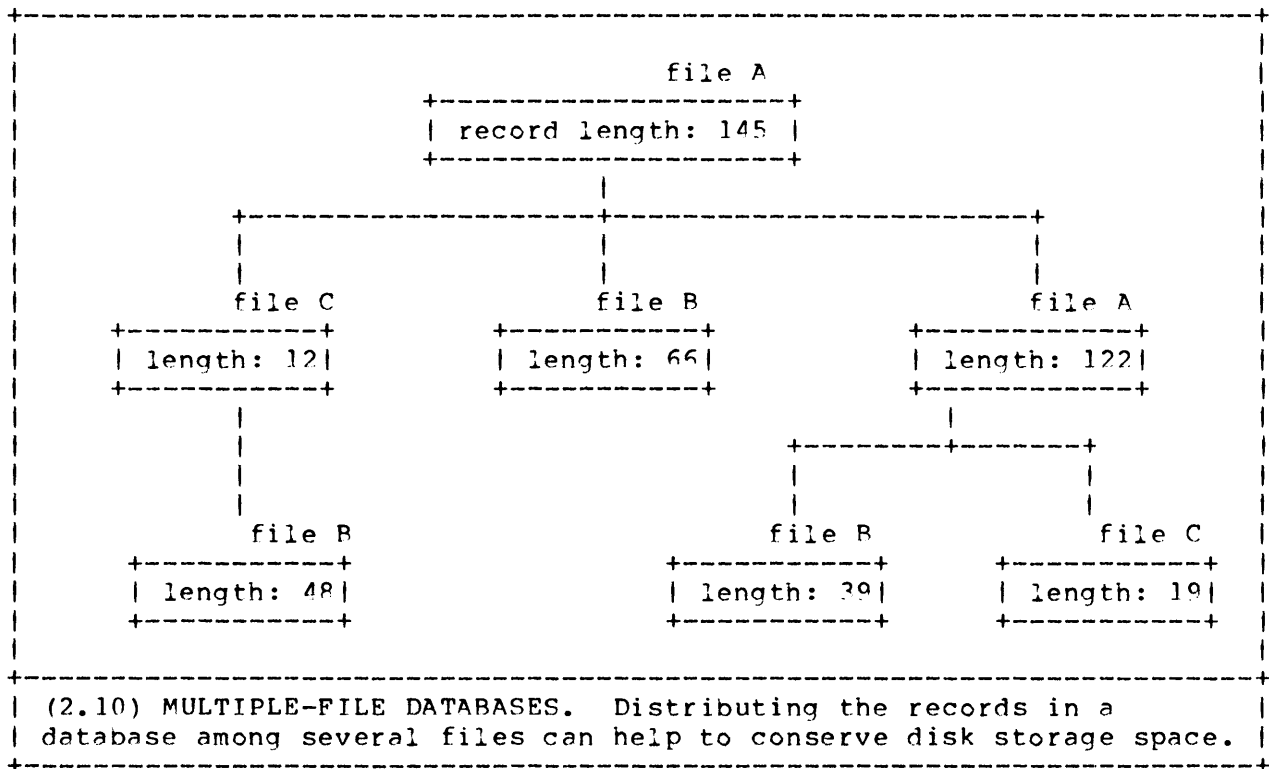 file A
record length: 145
file C file B file A
length: 12 length: 66 length: 122
file B file B file C
length: 48 length: 39 length: 19
(2.10) MULTIPLE-FILE DATABASES. Distributing the records in a
database among several files can help to conserve disk storage space.